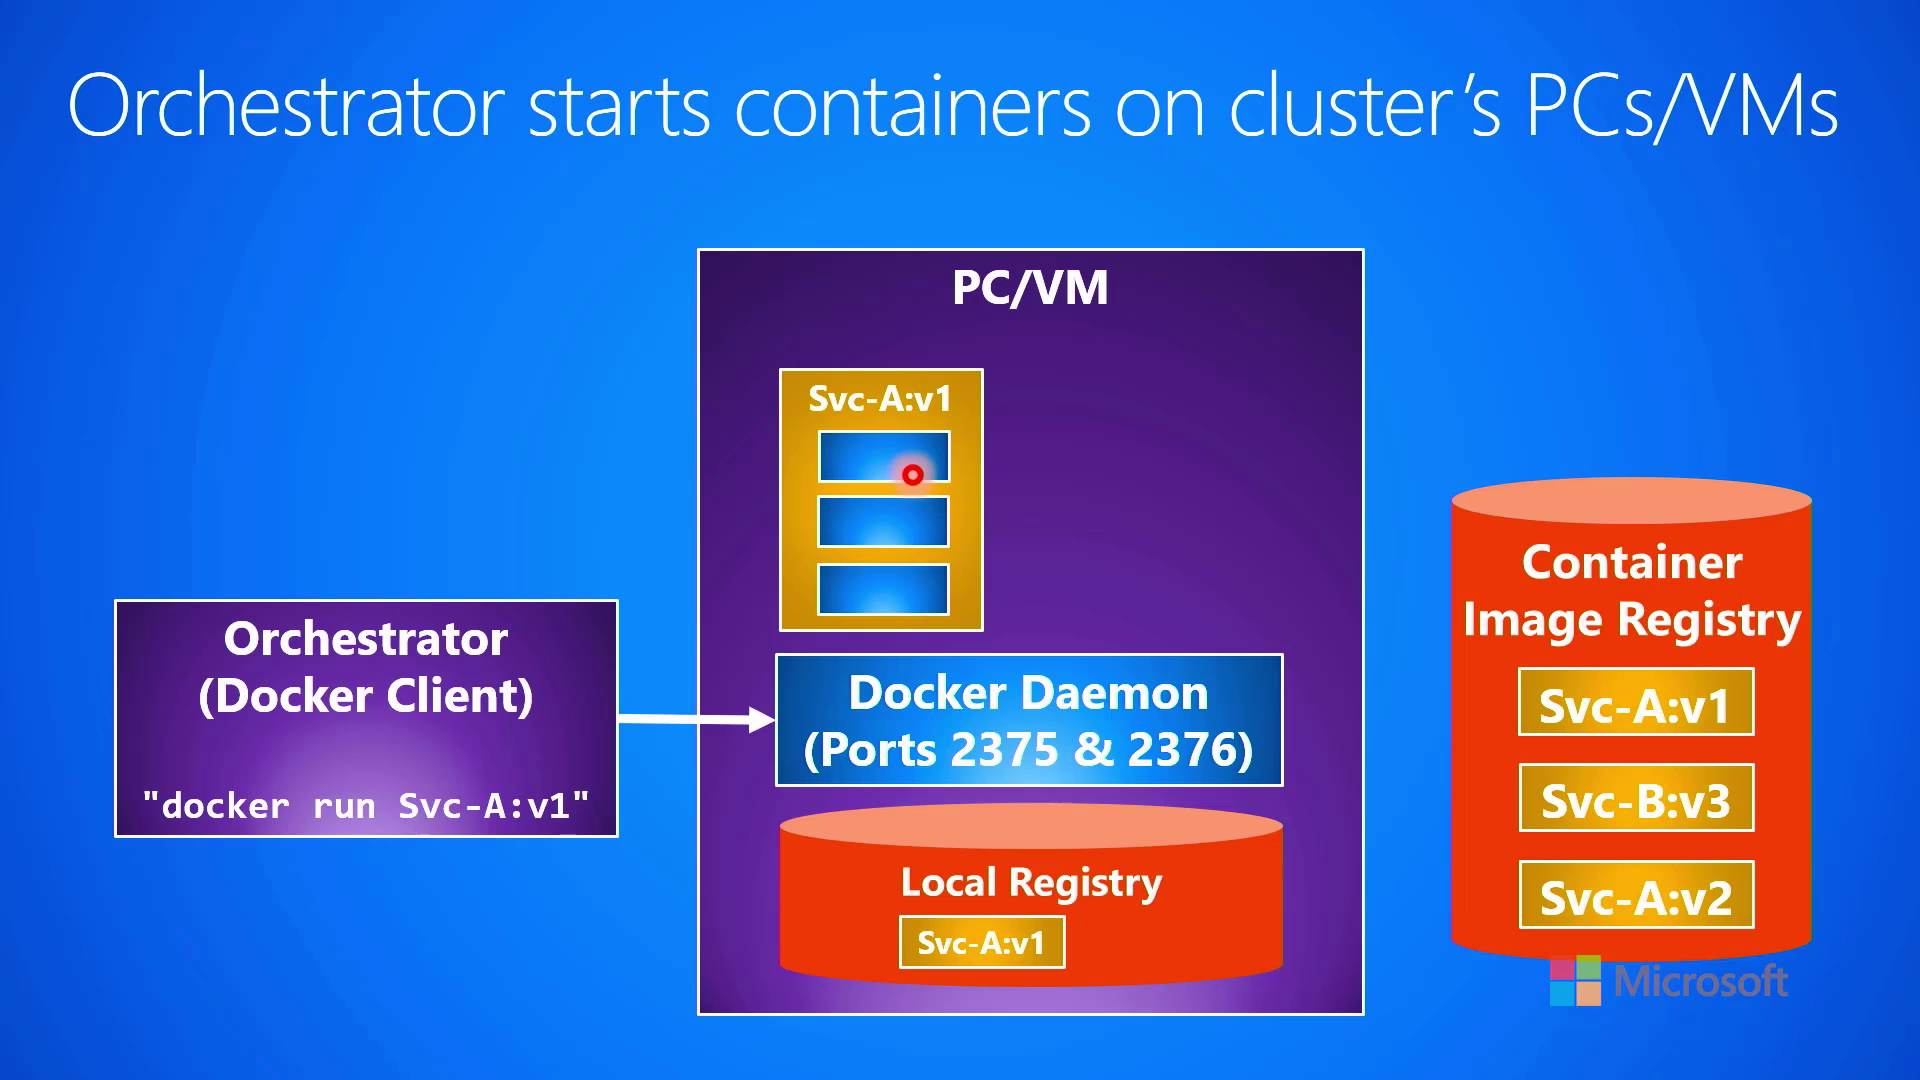 Orchestrator starts containers on cluster’s PCs/VMs
PC/VM
Svc-A:v1
Orchestrator
(Docker Client)
"docker run Svc-A:v1"
Docker Daemon
(Ports 2375 & 2376)
Local Registry
Svc-A:v1
Container
Image Registry
Svc-A:v1
Svc-B:v3
Svc-A:v2
Microsoft